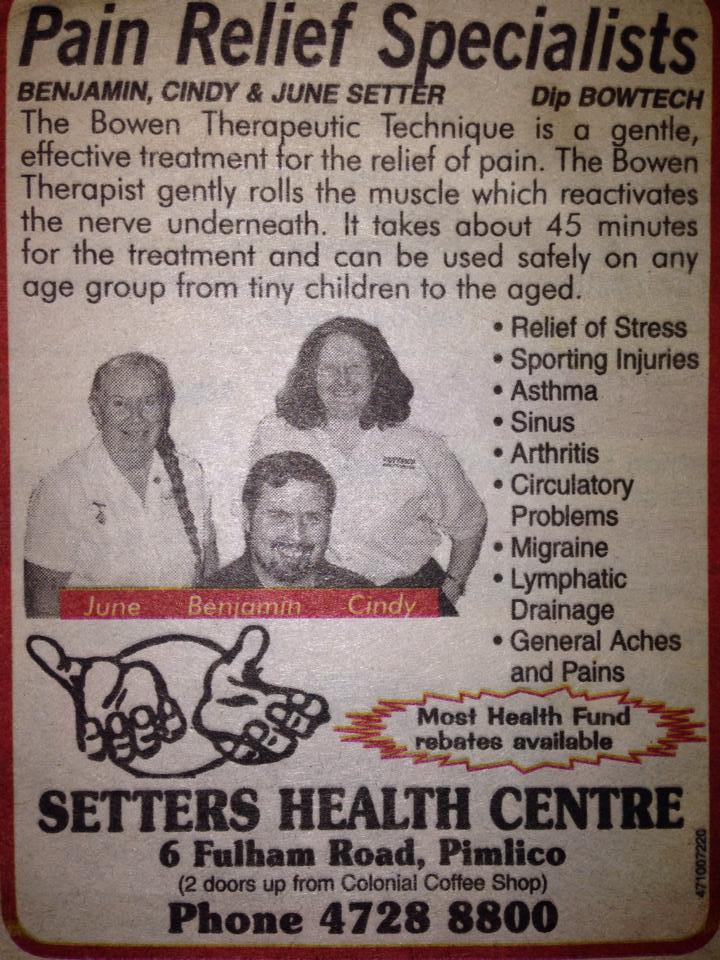 Pain Relief Specialists
BENJAMIN, CINDY & JUNE SETTER Dip BOWTECH
The Bowen Therapeutic Technique is a gentle,
effective treatment for the relief of pain. The Bowen
Therapist gently rolls the muscle which reactivates
the nerve underneath. It takes about 45 minutes
for the treatment and can be used safely on any
age group from tiny children to the aged.
• Relief of Stress
• Sporting Injuries
• Asthma
• Sinus
• Arthritis
• Circulatory
Problems
• Migraine
• Lymphatic
Drainage
• General Aches
and Pains
June Benjamin Cindy
Most Health Fund
rebates available
SETTERS HEALTH CENTRE
6 Fulham Road, Pimlico
(2 doors up from Colonial Coffee Shop)
Phone 4728 8800
471007220